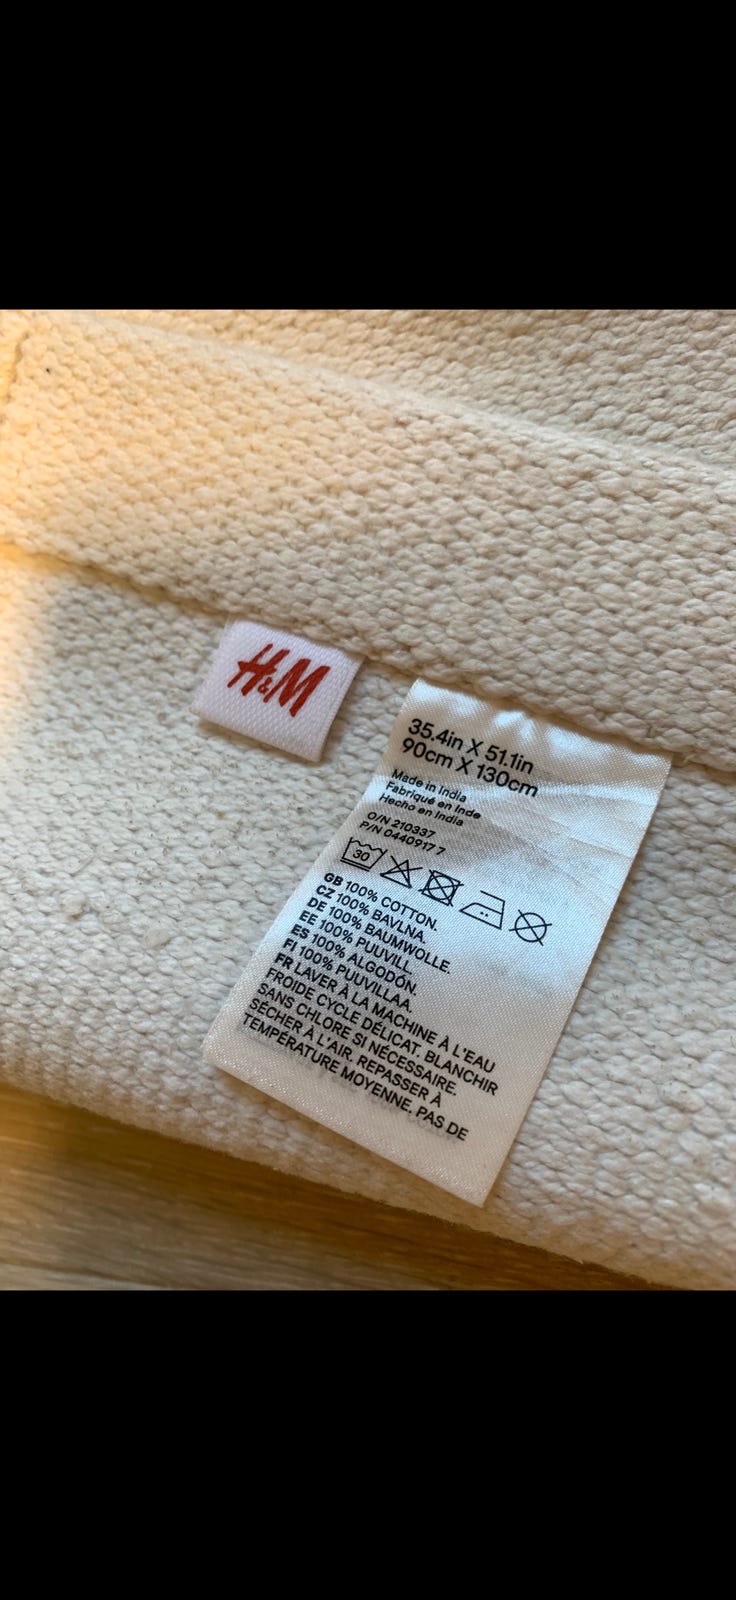 H&M
35.4in X 51.1in
90cm X 130cm
Made in India
Fabriqué en Inde
Hecho en India
O/N 210337
P/N 0440917 7
30
GB 100% COTTON.
CZ 100% BAVLNA.
DE 100% BAUMWOLLE.
EE 100% PUUVILL.
ES 100% ALGODÓN.
FI 100% PUUVILLAA.
FR LAVER À LA MACHINE À L'EAU
FROIDE CYCLE DÉLICAT. BLANCHIR
SANS CHLORE SI NÉCESSAIRE.
SÉCHER À L'AIR. REPASSER À
TEMPÉRATURE MOYENNE. PAS DE